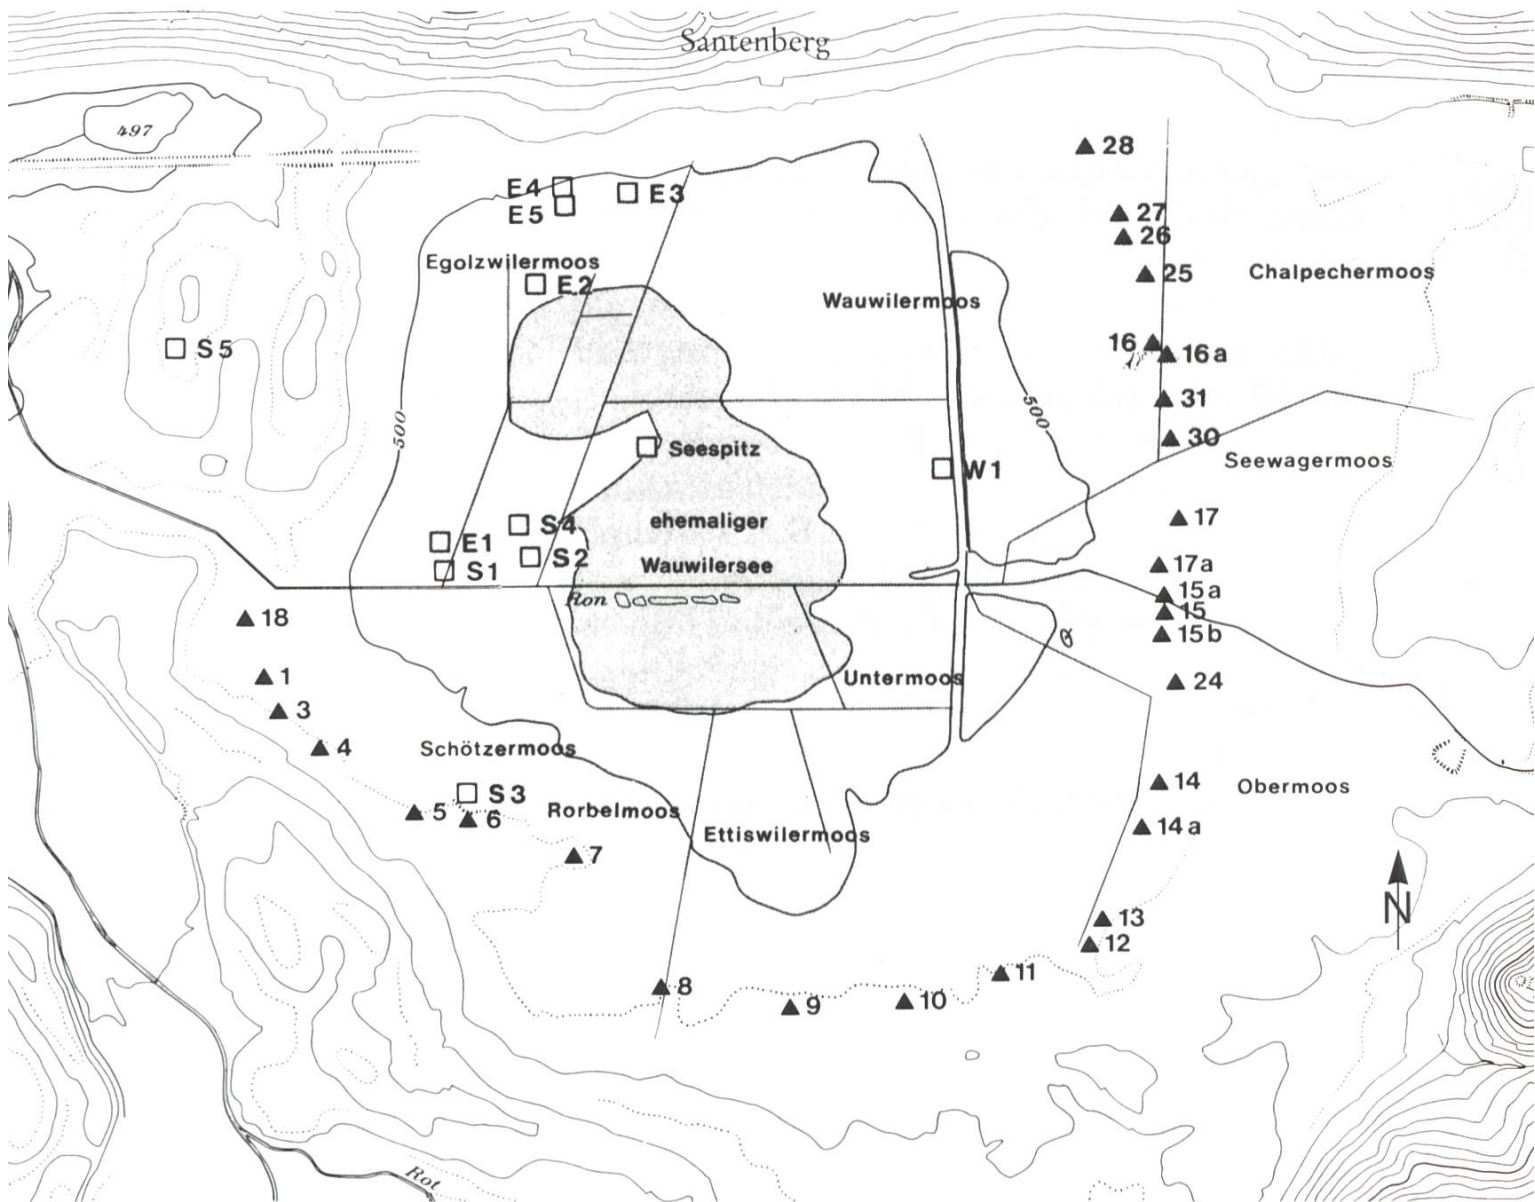 Santenberg
497
28
E4
E3
E5
27
26
Egolzwilermoos
25
Chalpechermoos
E2
Wauwilermoos
S5
16
16a
31
500
500
30
Seespitz
W1
Seewagermoos
17
ehemaliger
S4
E1
S2
Wauwilersee
17a
S1
15a
Ron
15
18
15b
1
Untermoos
24
3
4
Schötzermoos
14
Obermoos
S3
5
6
Rorbelmoos
Ettiswilermoos
14a
7
N
13
12
11
8
9
10
Rot